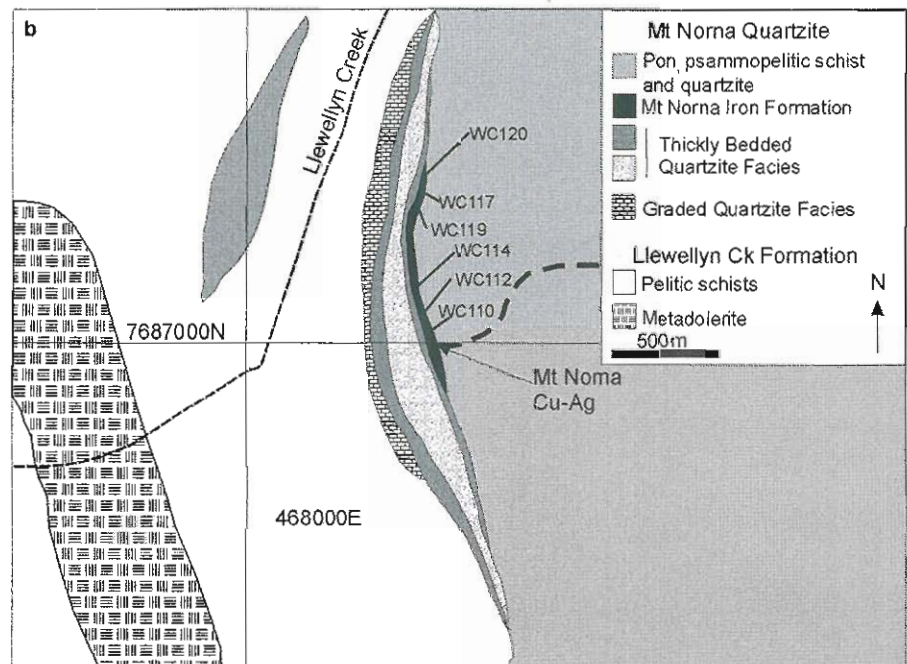 b
Llewellyn Creek
WC120
WC117
WC119
WC114
WC112
WC110
7687000N
Mt Noma
Cu-Ag
468000E
Mt Norna Quartzite
Pon, psammopelitic schist
and quartzite
Mt Norna Iron Formation
Thickly Bedded
Quartzite Facies
Graded Quartzite Facies
Llewellyn Ck Formation
Pelitic schists
N
Metadolerite
500m